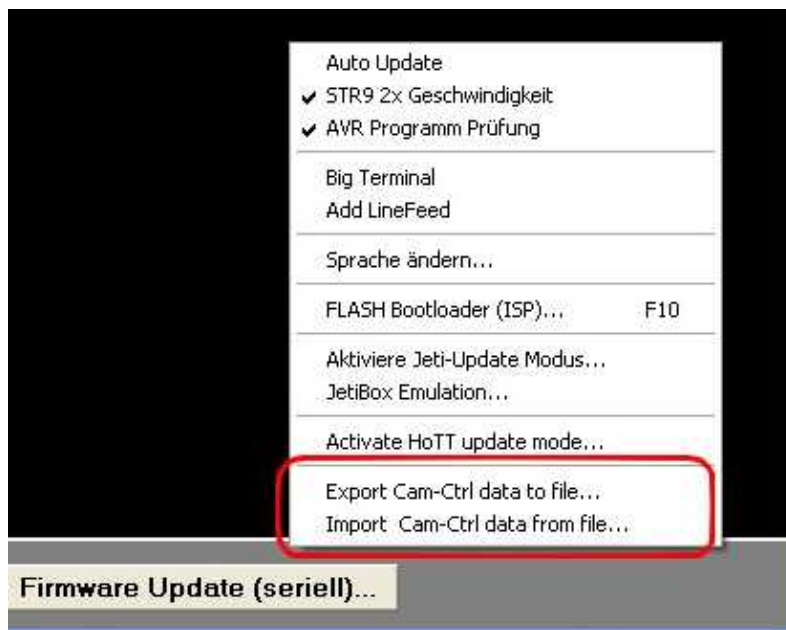 Auto Update
✓ STR9 2x Geschwindigkeit
✓ AVR Programm Prüfung
Big Terminal
Add LineFeed
Sprache ändern...
FLASH Bootloader (ISP)... F10
Aktiviere Jeti-Update Modus...
JetiBox Emulation...
Activate HoTT update mode...
Export Cam-Ctrl data to file...
Import Cam-Ctrl data from file...
Firmware Update (seriell)...